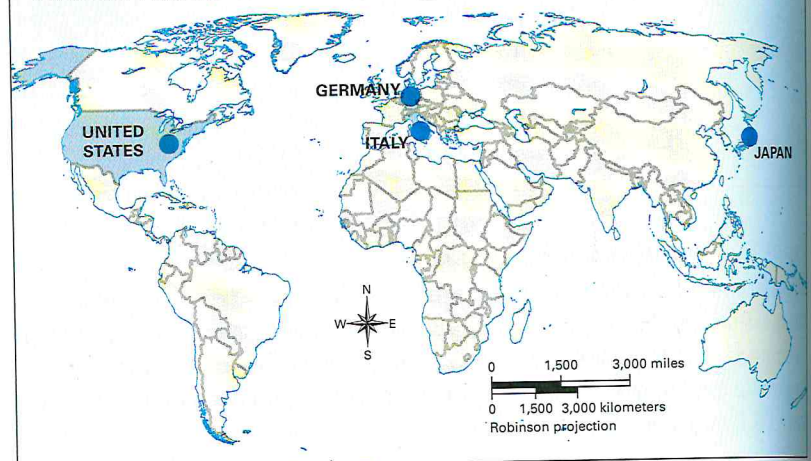 GERMANY
UNITED
STATES
ITALY
JAPAN
N
W E
S
0 1,500 3,000 miles
0 1,500 3,000 kilometers
Robinson projection